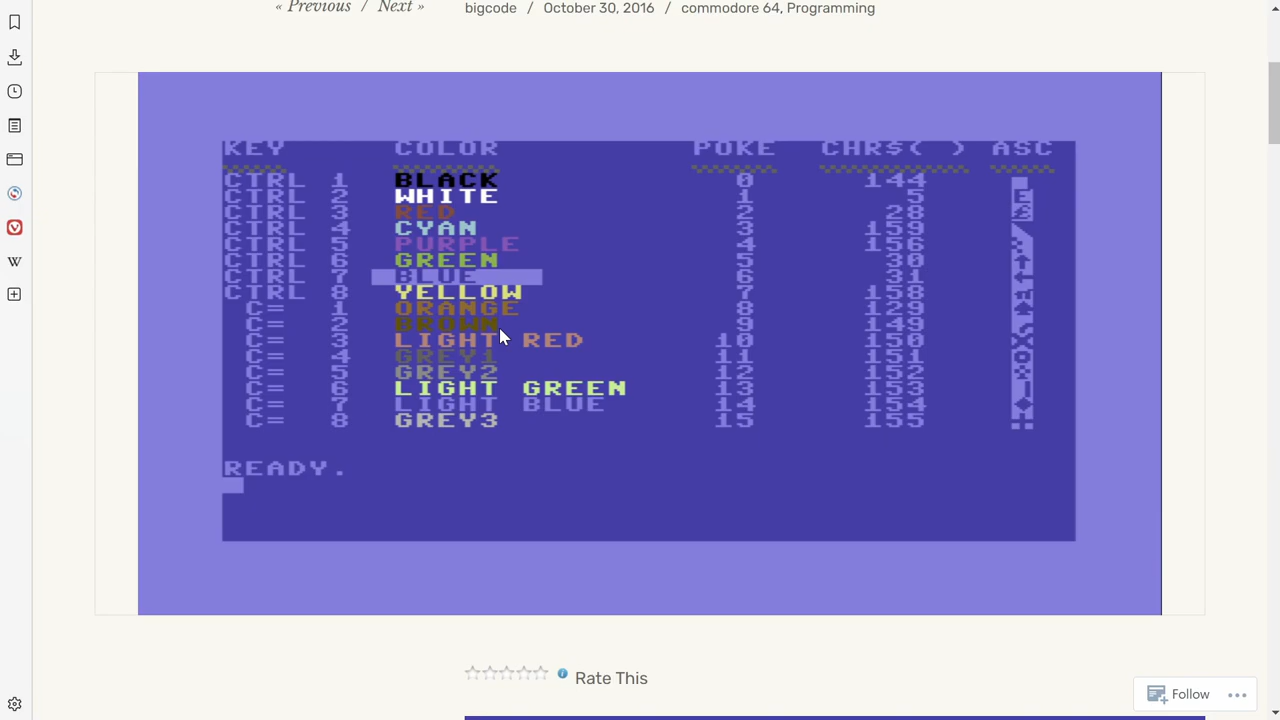 « Previous / Next » bigcode / October 30, 2016 / commodore 64, Programming
KEY COLOR POKE CHR$( ) ASC
CTRL 1 BLACK 0 144
CTRL 2 WHITE 1 5 E
CTRL 3 RED 2 28 £
CTRL 4 CYAN 3 159
CTRL 5 PURPLE 4 156
CTRL 6 GREEN 5 30 ↑
CTRL 7 BLUE 6 31 ←
CTRL 8 YELLOW 7 158
C= 1 ORANGE 8 129
C= 2 BROWN 9 149
C= 3 LIGHT RED 10 150
C= 4 GREY1 11 151
C= 5 GREY2 12 152
C= 6 LIGHT GREEN 13 153
C= 7 LIGHT BLUE 14 154
C= 8 GREY3 15 155
READY.
Rate This
Follow
W